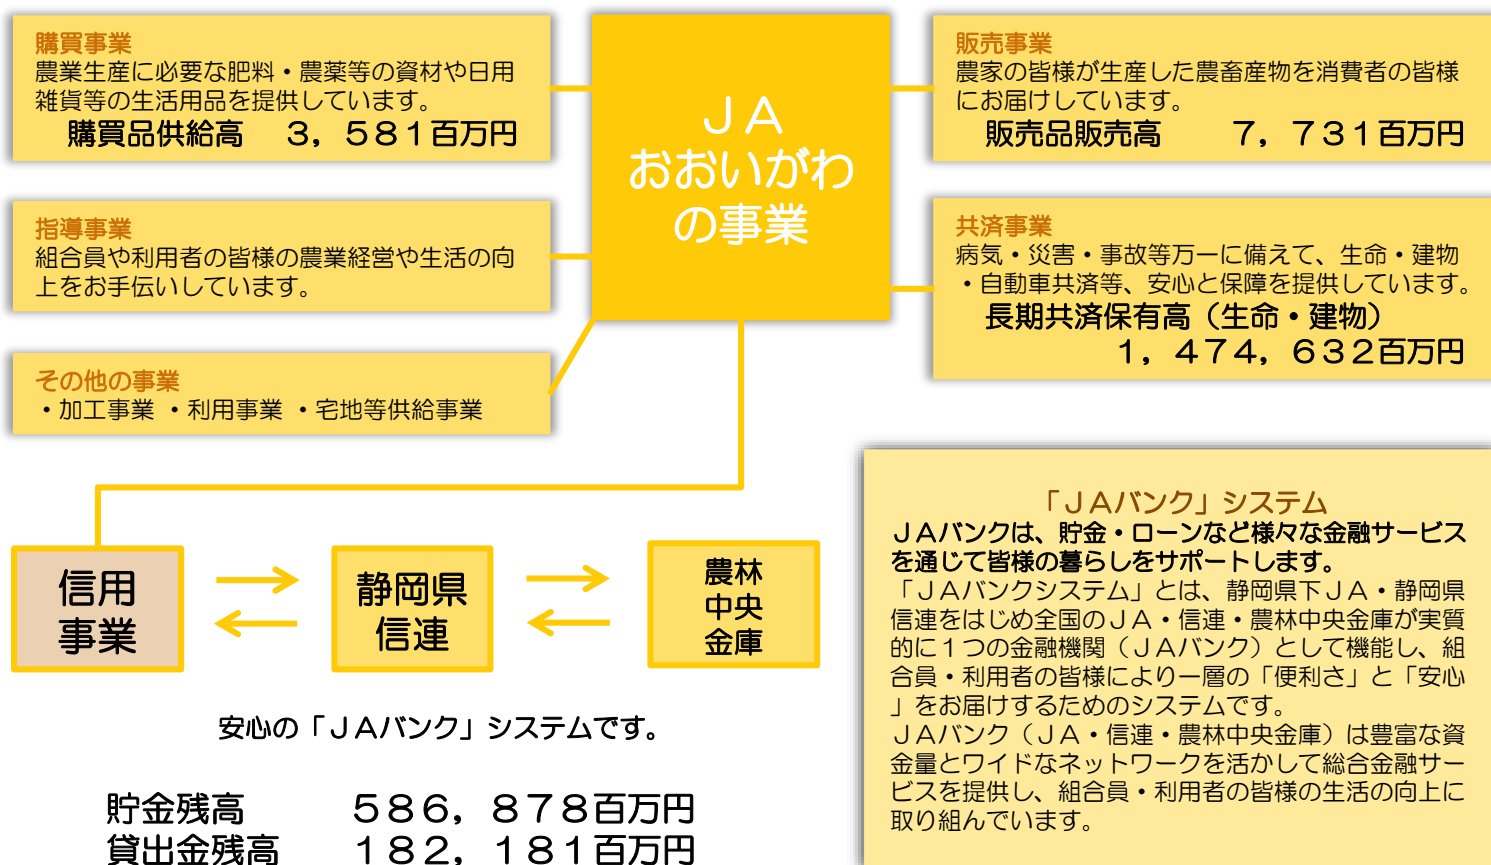 購買事業
農業生産に必要な肥料・農薬等の資材や日用
雑貨等の生活用品を提供しています。
購買品供給高　３，５８１百万円
ＪＡ
おおいがわ
の事業
販売事業
農家の皆様が生産した農畜産物を消費者の皆様
にお届けしています。
販売品販売高　　７，７３１百万円
指導事業
組合員や利用者の皆様の農業経営や生活の向
上をお手伝いしています。
共済事業
病気・災害・事故等万一に備えて、生命・建物
・自動車共済等、安心と保障を提供しています。
長期共済保有高（生命・建物）
１，４７４，６３２百万円
その他の事業
・加工事業 ・利用事業 ・宅地等供給事業
信用
事業
静岡県
信連
農林
中央
金庫
安心の「ＪＡバンク」システムです。
貯金残高　　５８６，８７８百万円
貸出金残高　　１８２，１８１百万円
「ＪＡバンク」システム
ＪＡバンクは、貯金・ローンなど様々な金融サービス
を通じて皆様の暮らしをサポートします。
「ＪＡバンクシステム」とは、静岡県下ＪＡ・静岡県
信連をはじめ全国のＪＡ・信連・農林中央金庫が実質
的に１つの金融機関（ＪＡバンク）として機能し、組
合員・利用者の皆様により一層の「便利さ」と「安心
」をお届けするためのシステムです。
ＪＡバンク（ＪＡ・信連・農林中央金庫）は豊富な資
金量とワイドなネットワークを活かして総合金融サー
ビスを提供し、組合員・利用者の皆様の生活の向上に
取り組んでいます。